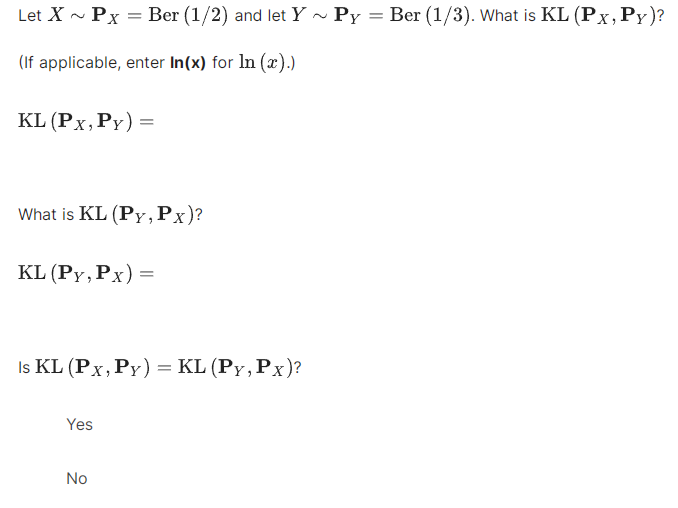 Let X ∼ P_X = Ber (1/2) and let Y ∼ P_Y = Ber (1/3). What is KL (P_X, P_Y)?
(If applicable, enter ln(x) for ln (x).)
KL (P_X, P_Y) =
What is KL (P_Y, P_X)?
KL (P_Y, P_X) =
Is KL (P_X, P_Y) = KL (P_Y, P_X)?
Yes
No